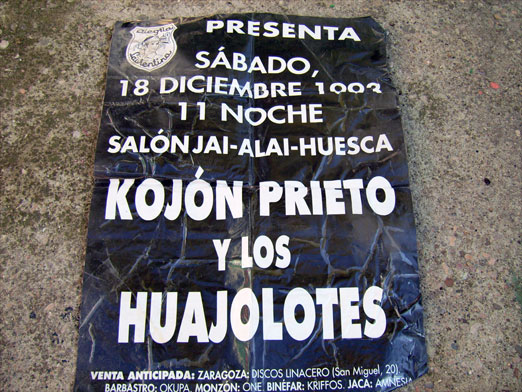 PRESENTA
SÁBADO,
18 DICIEMBRE 1993
11 NOCHE
SALÓN JAI-ALAI-HUESCA
KOJÓN PRIETO
Y LOS
HUAJOLOTES
VENTA ANTICIPADA: ZARAGOZA: DISCOS LINACERO (San Miguel, 20)
BARBASTRO: OKUPA. MONZÓN: ONE. BINÉFAR: KRIFFOS. JACA: AMNESIA